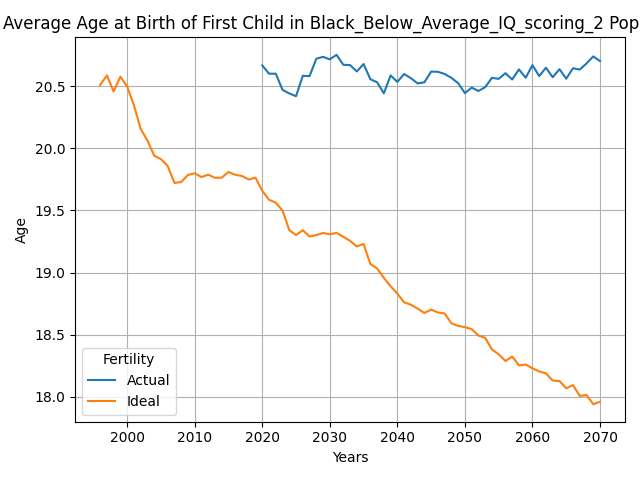 Average Age at Birth of First Child in Black_Below_Average_IQ_scoring_2 Pop
20.5
20.0
19.5
19.0
18.5
18.0
Age
Fertility
Actual
Ideal
2000 2010 2020 2030 2040 2050 2060 2070
Years